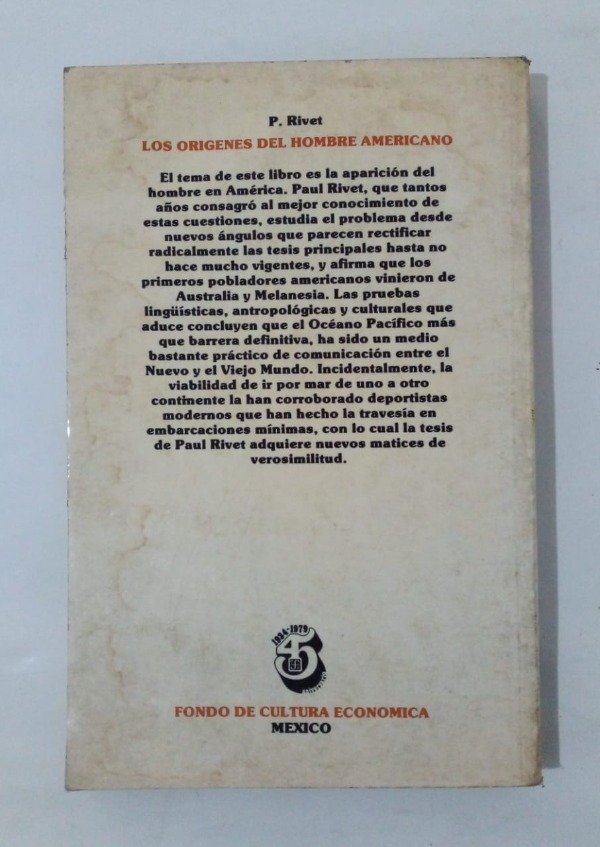 P. Rivet
LOS ORIGENES DEL HOMBRE AMERICANO
El tema de este libro es la aparición del
hombre en América. Paul Rivet, que tantos
años consagró al mejor conocimiento de
estas cuestiones, estudia el problema desde
nuevos ángulos que parecen rectificar
radicalmente las tesis principales hasta no
hace mucho vigentes, y afirma que los
primeros pobladores americanos vinieron de
Australia y Melanesia. Las pruebas
lingüísticas, antropológicas y culturales que
aduce concluyen que el Océano Pacífico más
que barrera definitiva, ha sido un medio
bastante práctico de comunicación entre el
Nuevo y el Viejo Mundo. Incidentalmente, la
viabilidad de ir por mar de uno a otro
continente la han corroborado deportistas
modernos que han hecho la travesía en
embarcaciones mínimas, con lo cual la tesis
de Paul Rivet adquiere nuevos matices de
verosimilitud.
1934-1979
45
FONDO DE CULTURA ECONOMICA
MEXICO